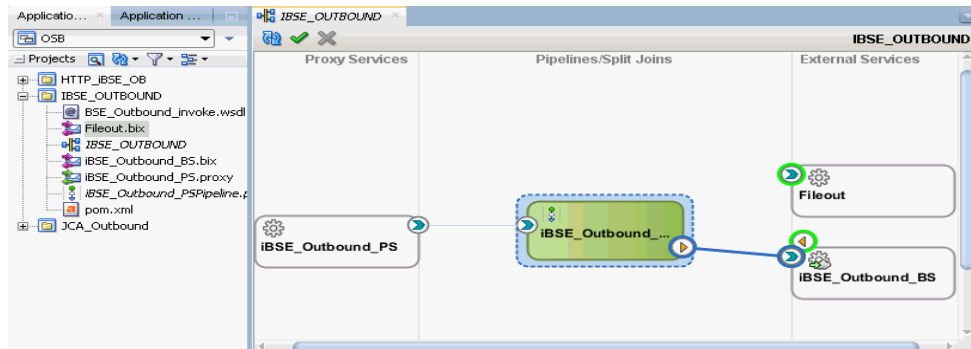 Applicatio... Application ...
OSB
Projects
HTTP_iBSE_OB
IBSE_OUTBOUND
BSE_Outbound_invoke.wsdl
Fileout.bix
IBSE_OUTBOUND
iBSE_Outbound_BS.bix
iBSE_Outbound_PS.proxy
iBSE_Outbound_PSPipeline.p
pom.xml
JCA_Outbound
IBSE_OUTBOUND
IBSE_OUTBOUND
Proxy Services
Pipelines/Split Joins
External Services
iBSE_Outbound_PS
iBSE_Outbound_...
Fileout
iBSE_Outbound_BS